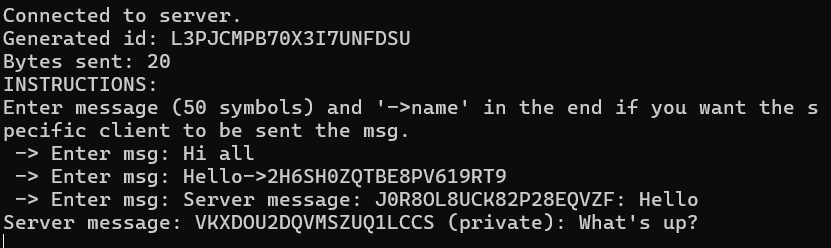 Connected to server.
Generated id: L3PJCMPB70X3I7UNFDSU
Bytes sent: 20
INSTRUCTIONS:
Enter message (50 symbols) and '->name' in the end if you want the s
pecific client to be sent the msg.
-> Enter msg: Hi all
-> Enter msg: Hello->2H6SH0ZQTBE8PV619RT9
-> Enter msg: Server message: J0R8OL8UCK82P28EQVZF: Hello
Server message: VKXDOU2DQVMSZUQ1LCCS (private): What's up?